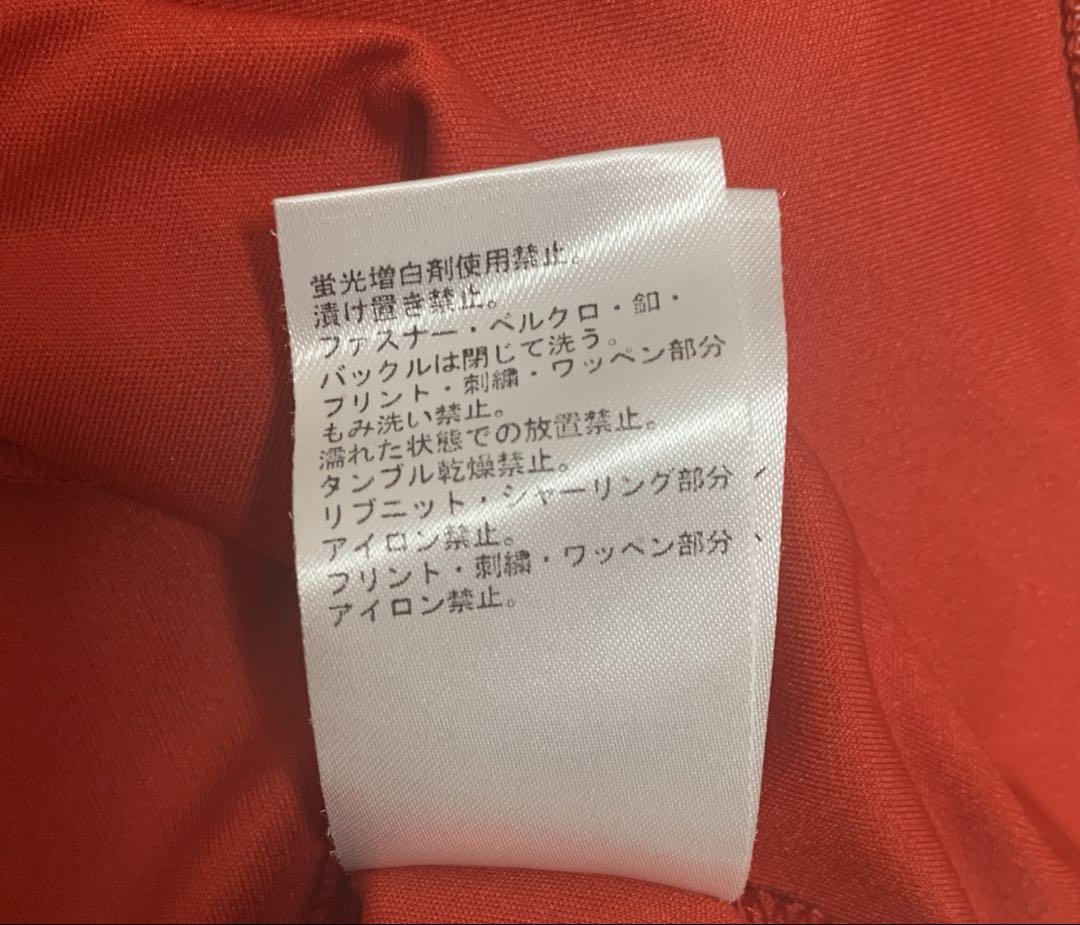 蛍光増白剤使用禁止。
漬け置き禁止。
ファスナー・ベルクロ・釦・
バックルは閉じて洗う。
プリント・刺繍・ワッペン部分
もみ洗い禁止。
濡れた状態での放置禁止。
タンブル乾燥禁止。
リブニット・シャーリング部分、
アイロン禁止。
プリント・刺繍・ワッペン部分、
アイロン禁止。